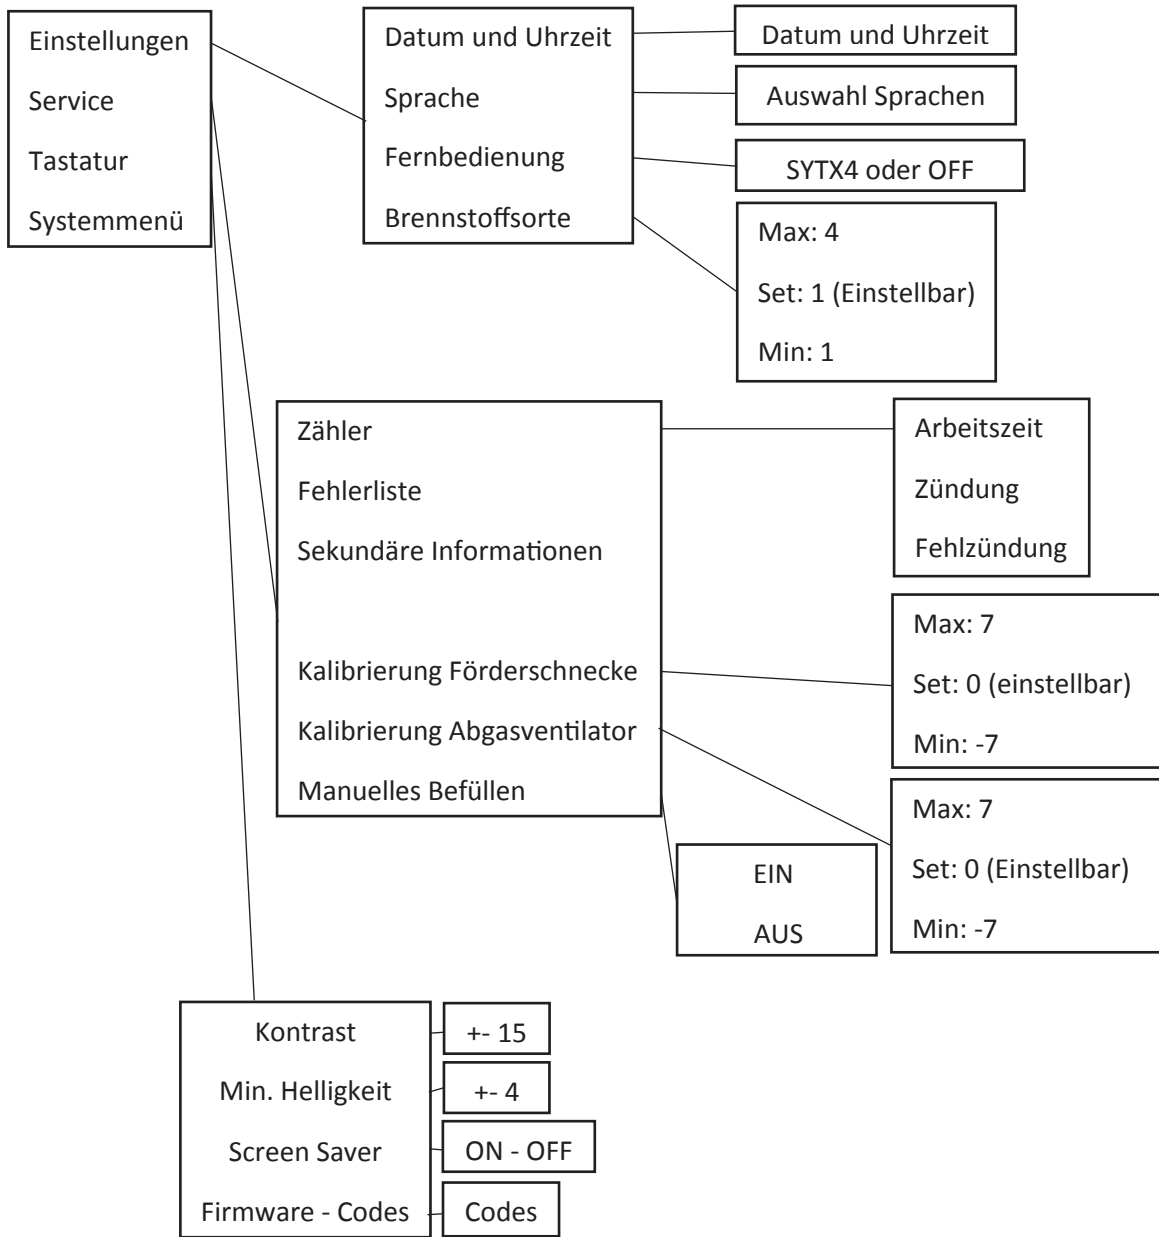 Einstellungen
Service
Tastatur
Systemmenü
Datum und Uhrzeit
Sprache
Fernbedienung
Brennstoffsorte
Datum und Uhrzeit
Auswahl Sprachen
SYTX4 oder OFF
Max: 4
Set: 1 (Einstellbar)
Min: 1
Zähler
Fehlerliste
Sekundäre Informationen
Kalibrierung Förderschnecke
Kalibrierung Abgasventilator
Manuelles Befüllen
Arbeitszeit
Zündung
Fehlzündung
Max: 7
Set: 0 (einstellbar)
Min: -7
Max: 7
Set: 0 (Einstellbar)
Min: -7
EIN
AUS
Kontrast
Min. Helligkeit
Screen Saver
Firmware - Codes
+- 15
+- 4
ON - OFF
Codes